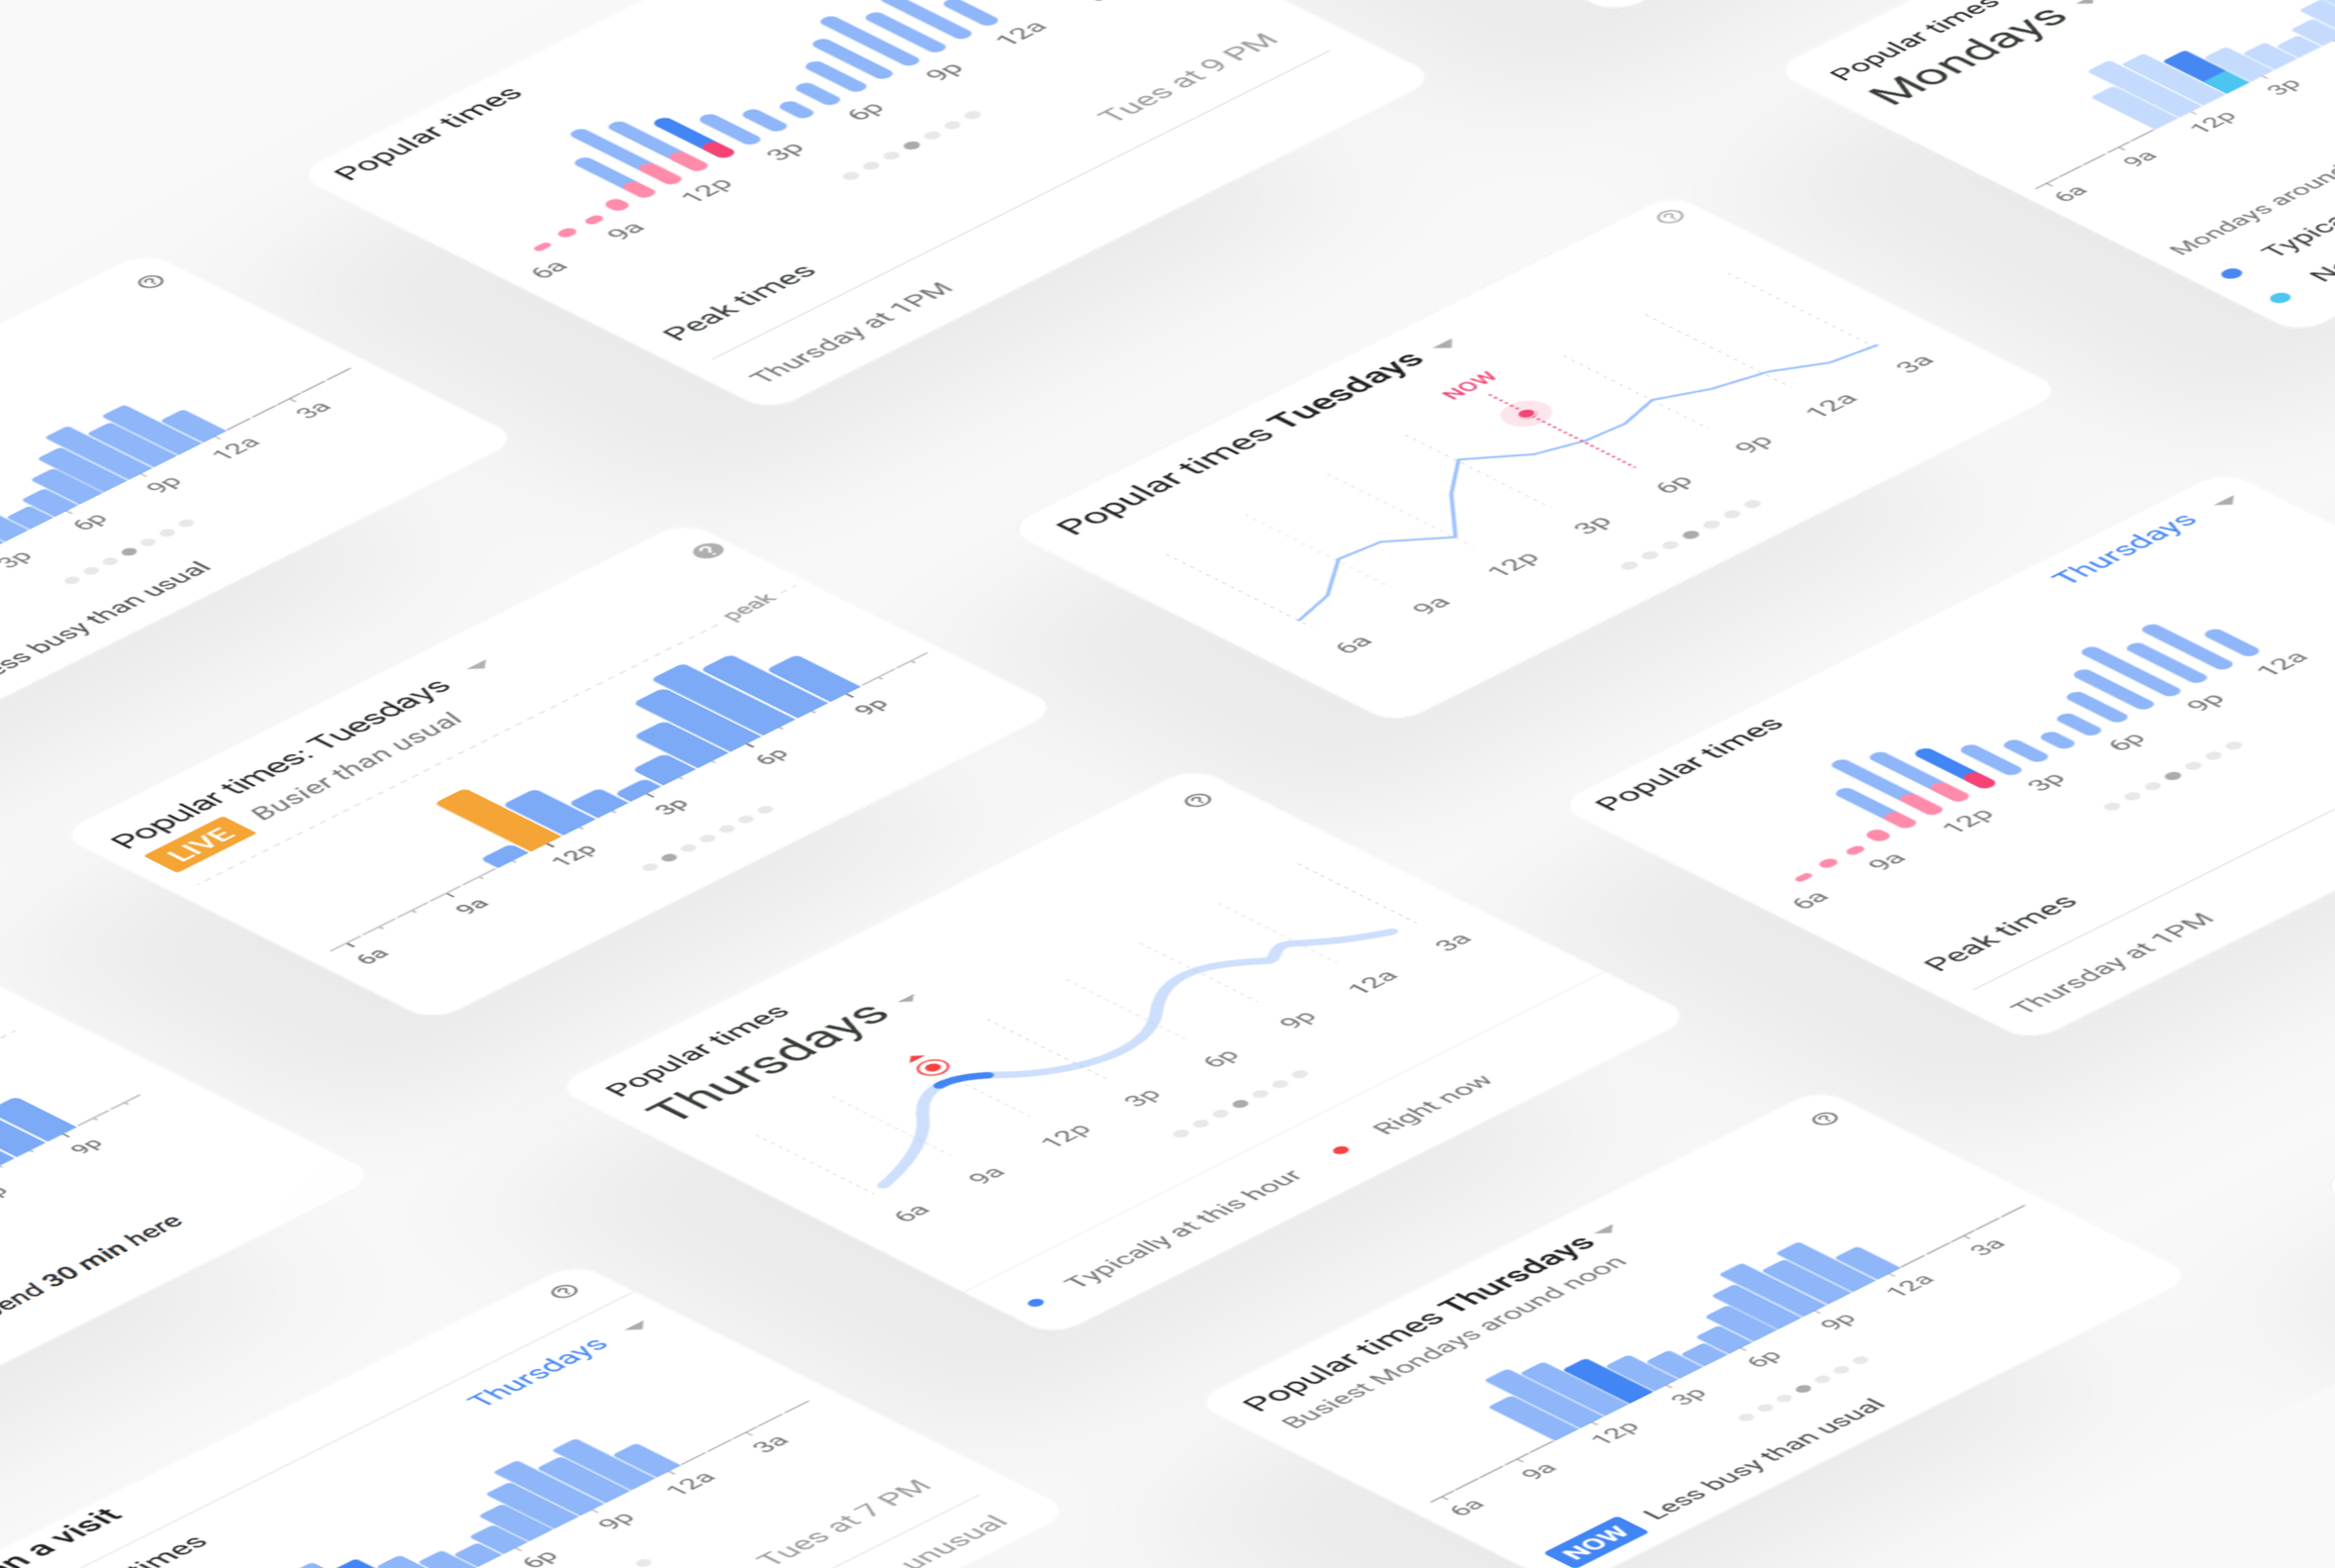 Popular times
6a
9a
12p
3p
6p
9p
12a
Peak times
Thursday at 1PM
Tues at 9 PM
Popular times
Mondays
6a
9a
12p
3p
Mondays around
?
3p
6p
9p
12a
3a
busy than usual
?
Popular times Tuesdays
NOW
6a
9a
12p
3p
6p
9p
12a
3a
?
Popular times: Tuesdays
LIVE Busier than usual
peak
6a
9a
12p
3p
6p
9p
Popular times
Thursdays
6a
9a
12p
3p
6p
9p
12a
Peak times
Thursday at 1PM
?
Popular times
Thursdays
6a
9a
12p
3p
6p
9p
12a
3a
Typically at this hour
Right now
9p
30 min here
?
Popular times Thursdays
Busiest Mondays around noon
6a
9a
12p
3p
6p
9p
12a
3a
NOW Less busy than usual
?
a visit
times
Thursdays
6p
9p
12a
3a
Tues at 7 PM
unusual